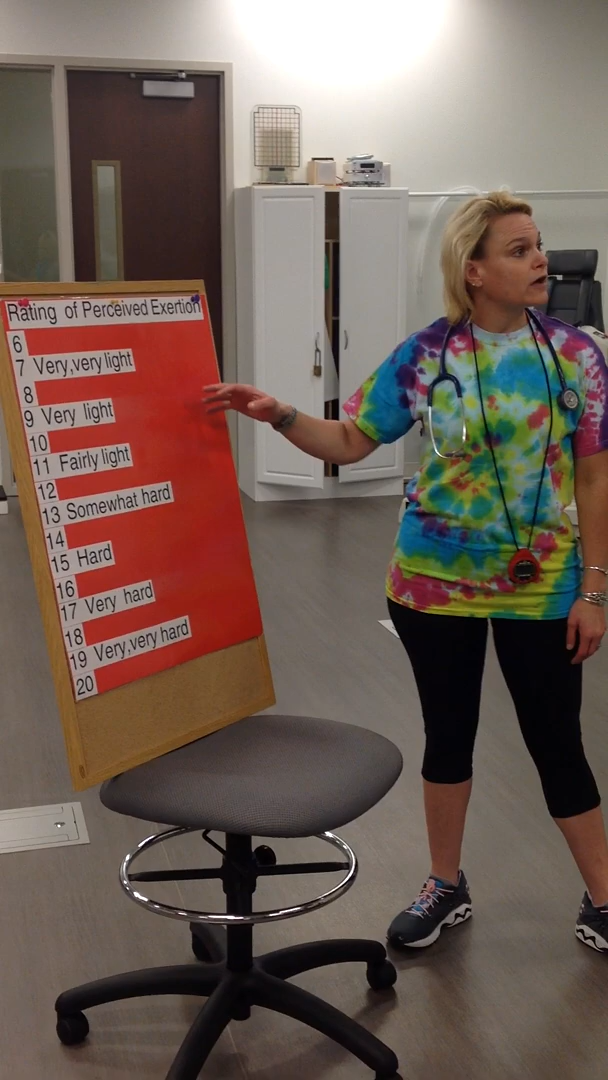 Rating of Perceived Exertion
6
7 Very,very light
8
9 Very light
10
11 Fairly light
12
13 Somewhat hard
14
15 Hard
16
17 Very hard
18
19 Very,very hard
20